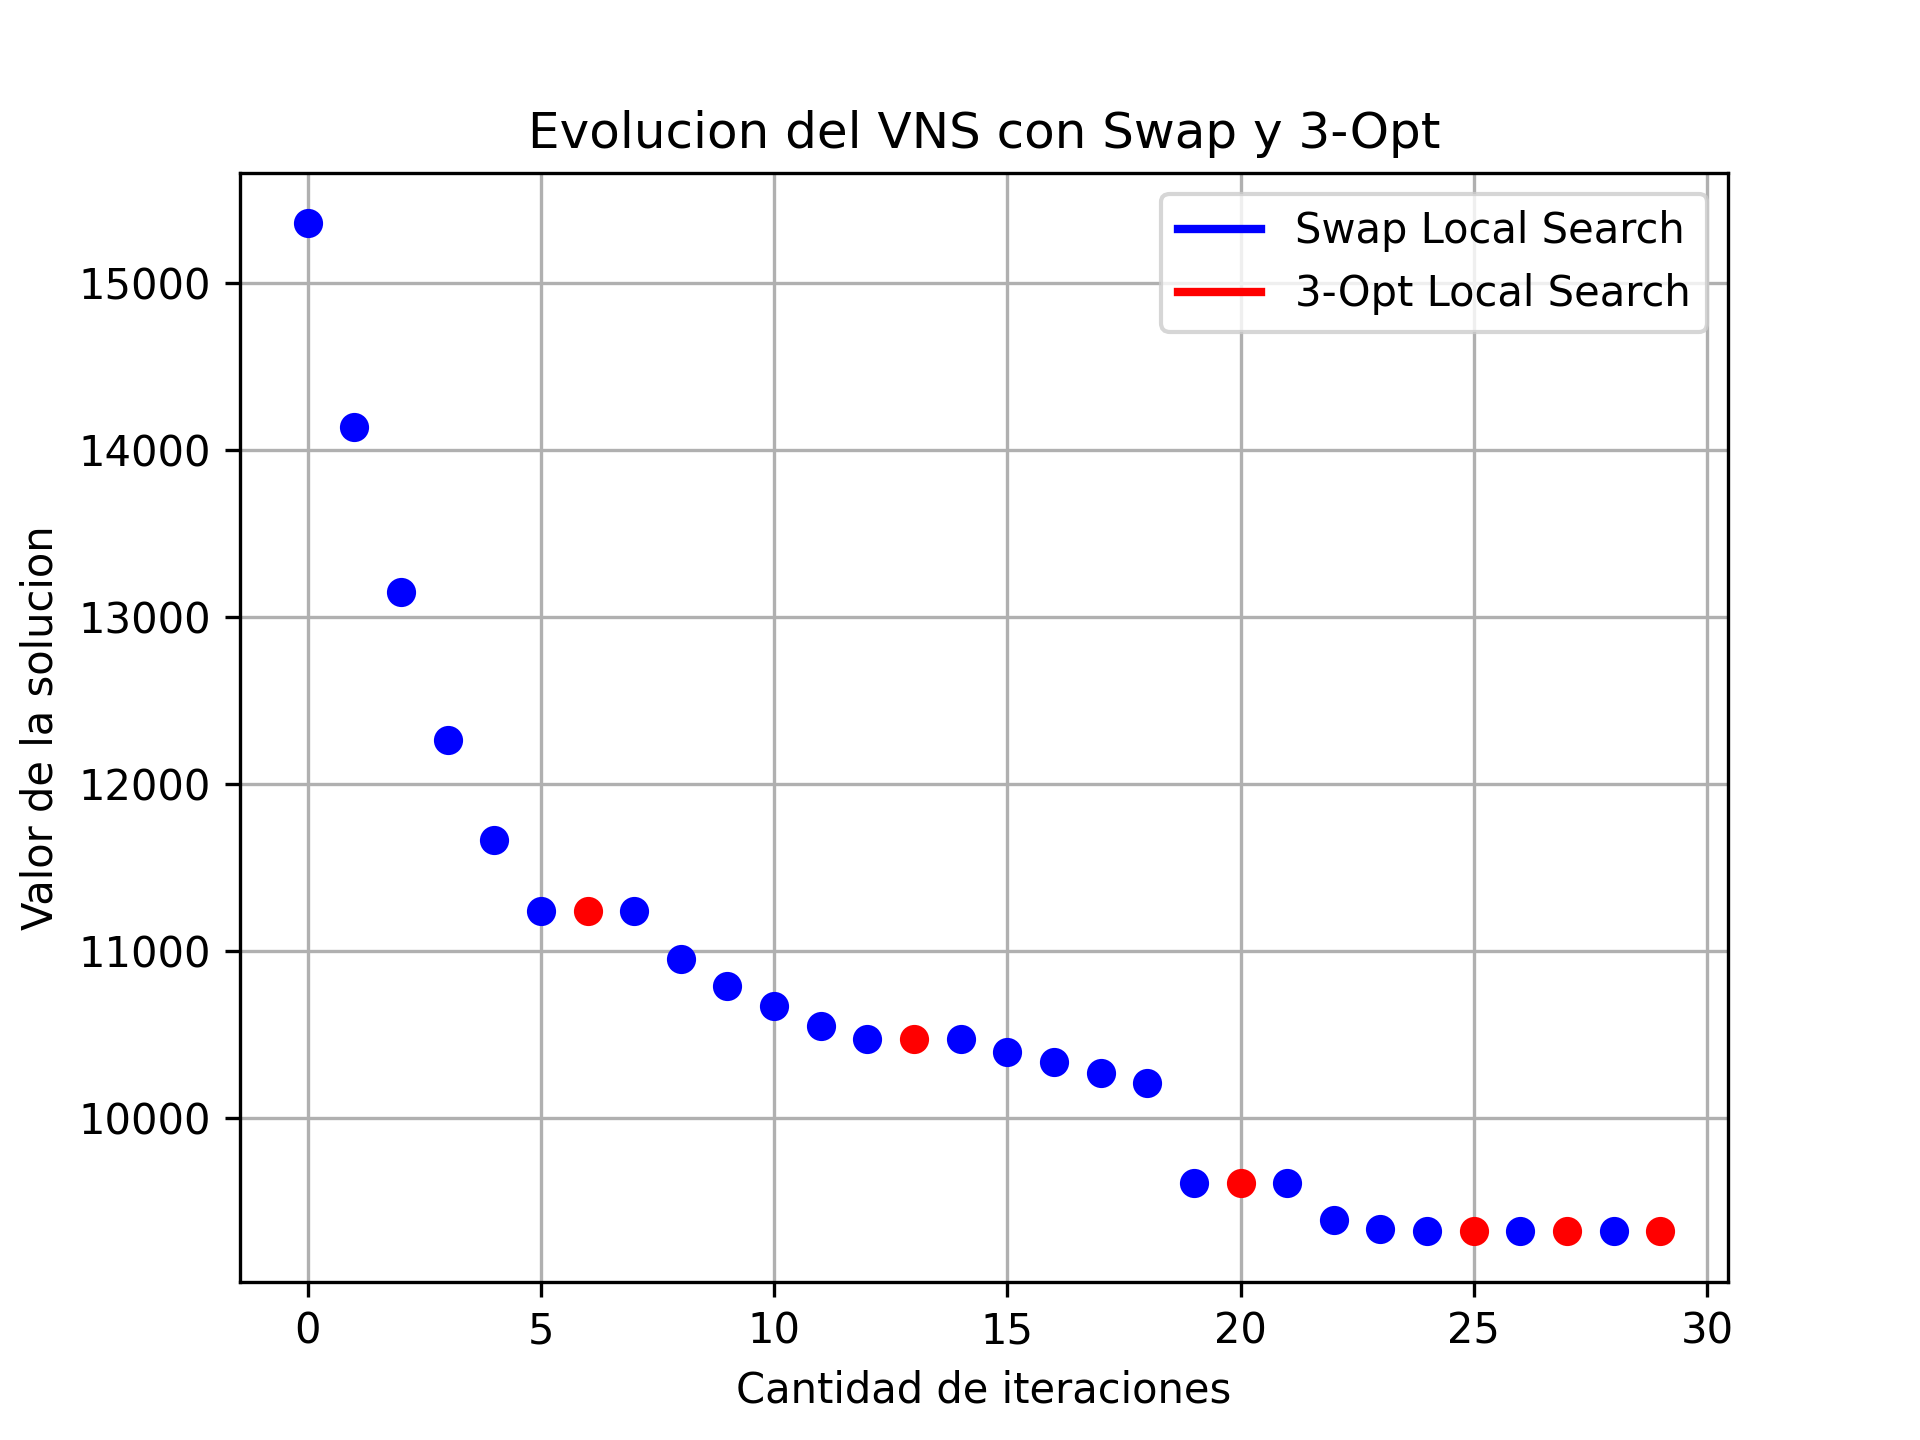 Evolucion del VNS con Swap y 3-Opt
Swap Local Search
3-Opt Local Search
Valor de la solucion
15000
14000
13000
12000
11000
10000
0 5 10 15 20 25 30
Cantidad de iteraciones